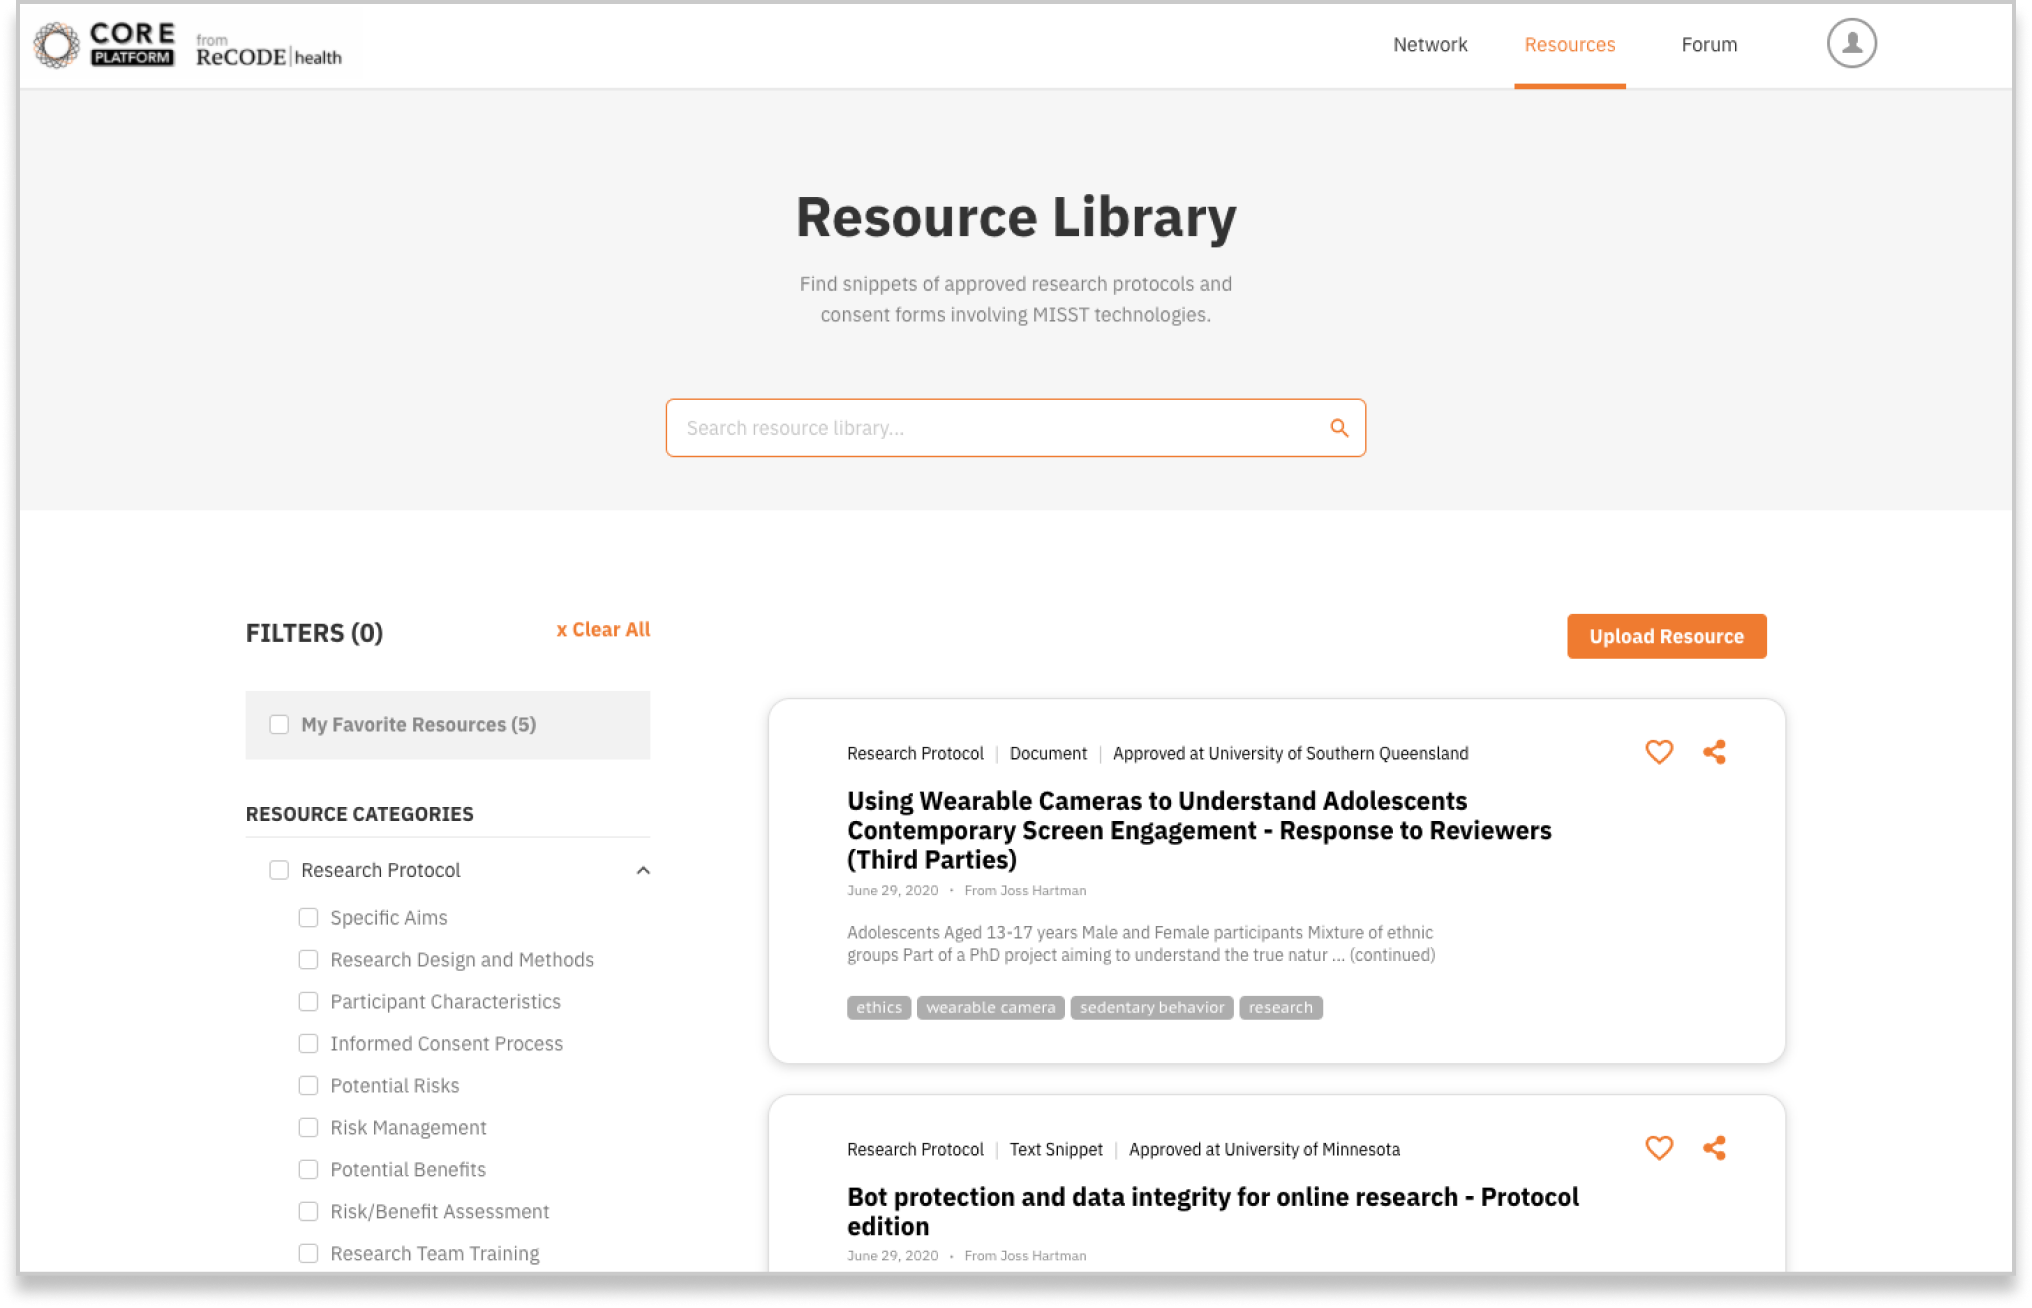 CORE
PLATFORM
from
ReCODE|health
Network
Resources
Forum
Resource Library
Find snippets of approved research protocols and
consent forms involving MISST technologies.
Search resource library...
FILTERS (0)
x Clear All
My Favorite Resources (5)
RESOURCE CATEGORIES
Research Protocol
Specific Aims
Research Design and Methods
Participant Characteristics
Informed Consent Process
Potential Risks
Risk Management
Potential Benefits
Risk/Benefit Assessment
Research Team Training
Upload Resource
Research Protocol | Document | Approved at University of Southern Queensland
Using Wearable Cameras to Understand Adolescents
Contemporary Screen Engagement - Response to Reviewers
(Third Parties)
June 29, 2020 • From Joss Hartman
Adolescents Aged 13-17 years Male and Female participants Mixture of ethnic
groups Part of a PhD project aiming to understand the true natur ... (continued)
ethics wearable camera sedentary behavior research
Research Protocol | Text Snippet | Approved at University of Minnesota
Bot protection and data integrity for online research - Protocol
edition
June 29, 2020 • From Joss Hartman